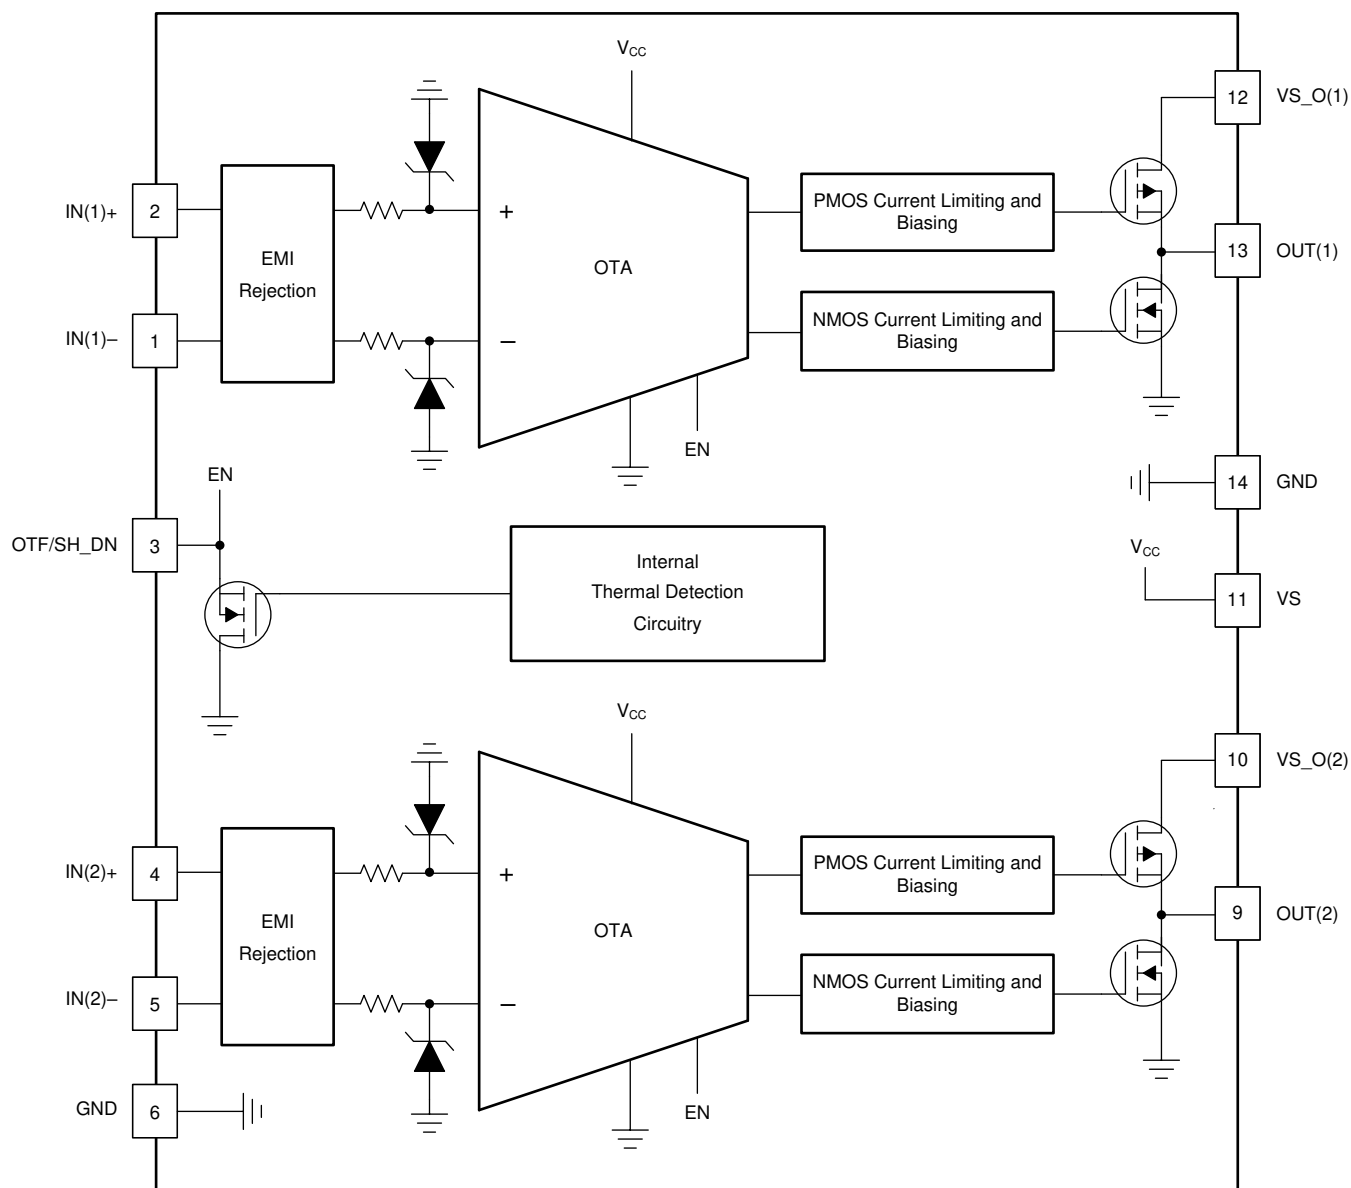 V_CC
12
VS_O(1)
IN(1)+
2
PMOS Current Limiting and
Biasing
+
EMI
Rejection
OTA
13
OUT(1)
IN(1)–
1
–
NMOS Current Limiting and
Biasing
EN
EN
14
GND
OTF/SH_DN
3
Internal
Thermal Detection
Circuitry
V_CC
11
VS
V_CC
10
VS_O(2)
IN(2)+
4
PMOS Current Limiting and
Biasing
+
EMI
Rejection
OTA
9
OUT(2)
IN(2)–
5
–
NMOS Current Limiting and
Biasing
GND
6
EN